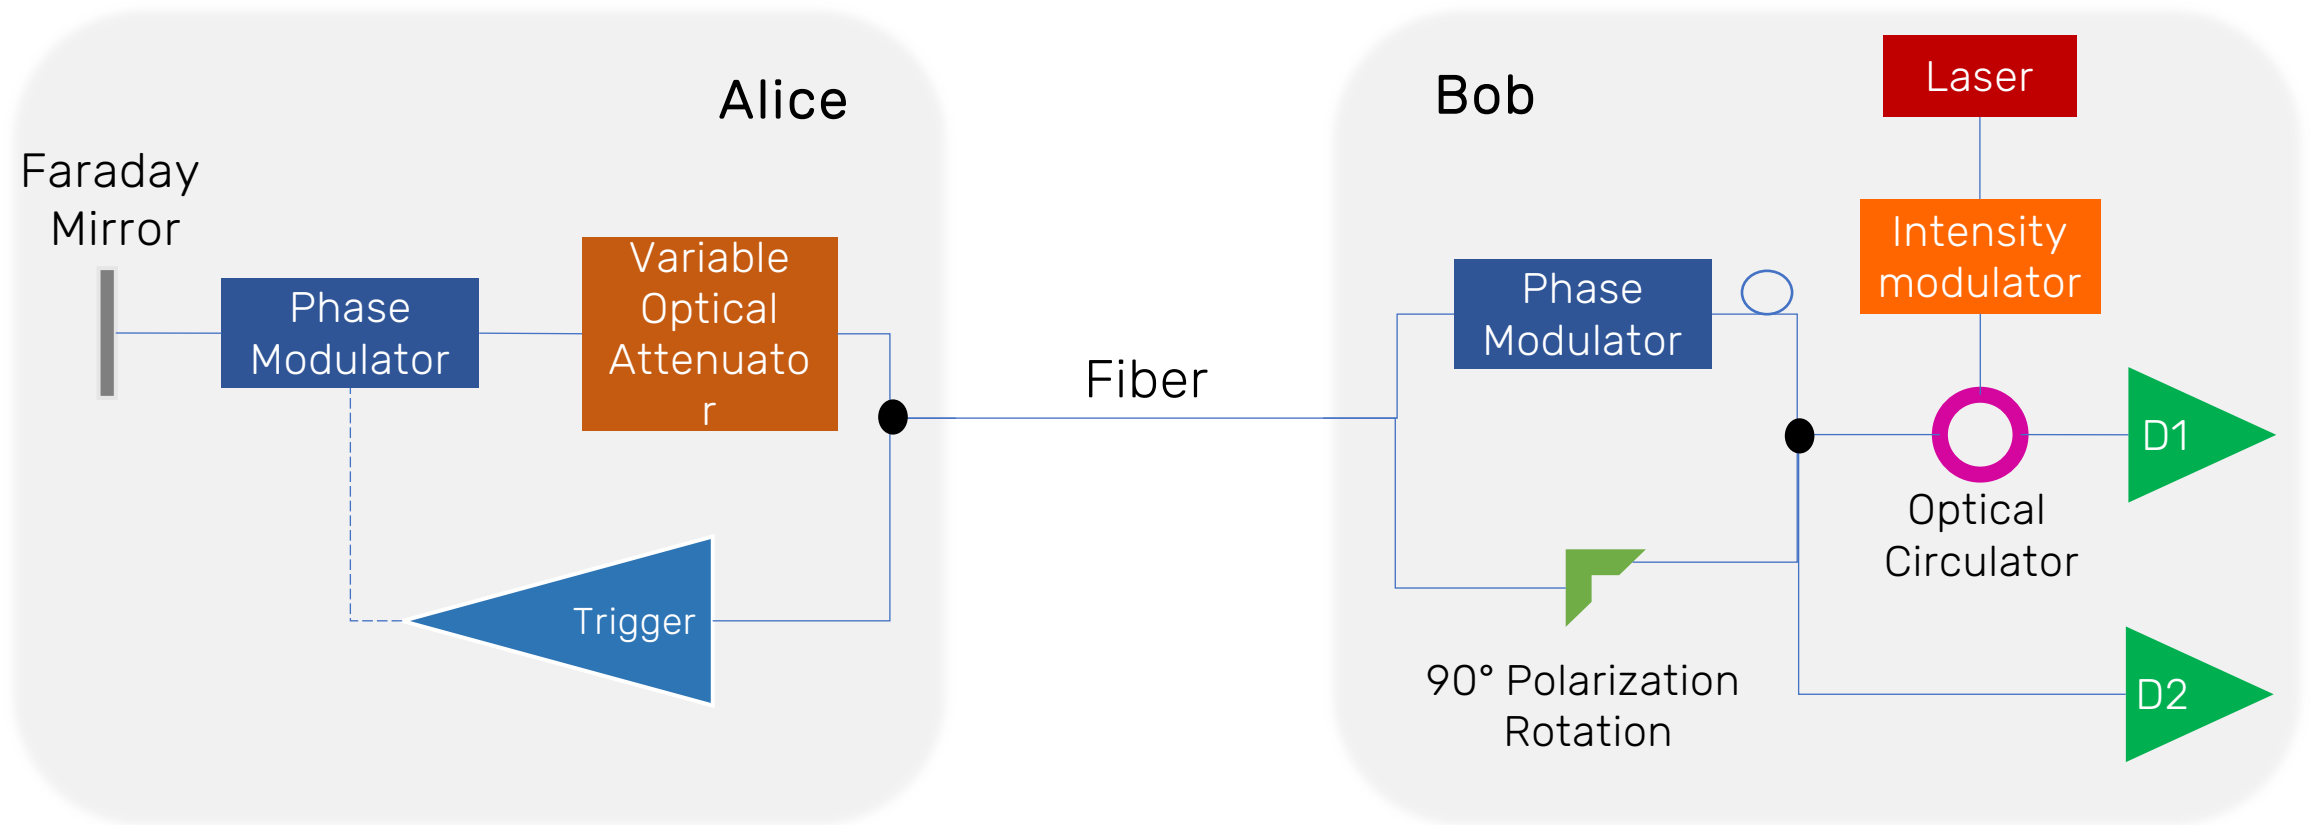 Alice
Faraday
Mirror
Phase
Modulator
Variable
Optical
Attenuato
r
Trigger
Fiber
Bob
Laser
Intensity
modulator
Phase
Modulator
D1
Optical
Circulator
90° Polarization
Rotation
D2